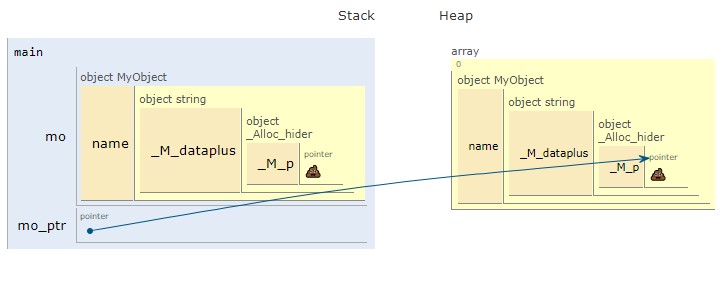 Stack Heap
main
mo
object MyObject
name
object string
_M_dataplus
object
_Alloc_hider
_M_p
pointer
mo_ptr
pointer
array
0
object MyObject
name
object string
_M_dataplus
object
_Alloc_hider
_M_p
pointer